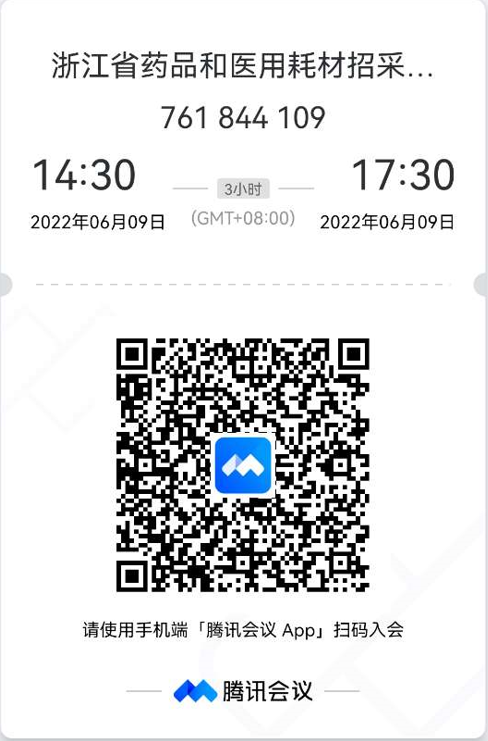 浙江省药品和医用耗材招采...
761 844 109
14:30
3小时
17:30
2022年06月09日
(GMT+08:00)
2022年06月09日
请使用手机端「腾讯会议 App」扫码入会
腾讯会议